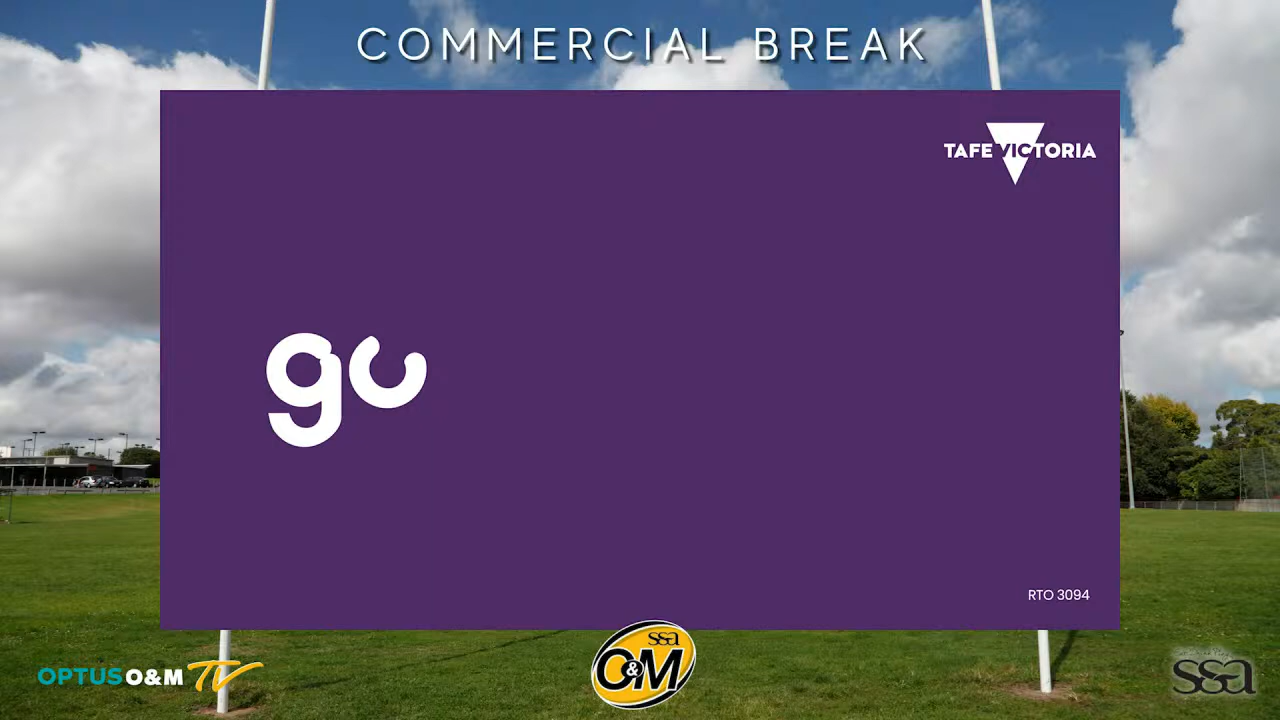 COMMERCIAL BREAK
TAFE VICTORIA
go
RTO 3094
ssa
O&M
OPTUS O&M TV
ssa